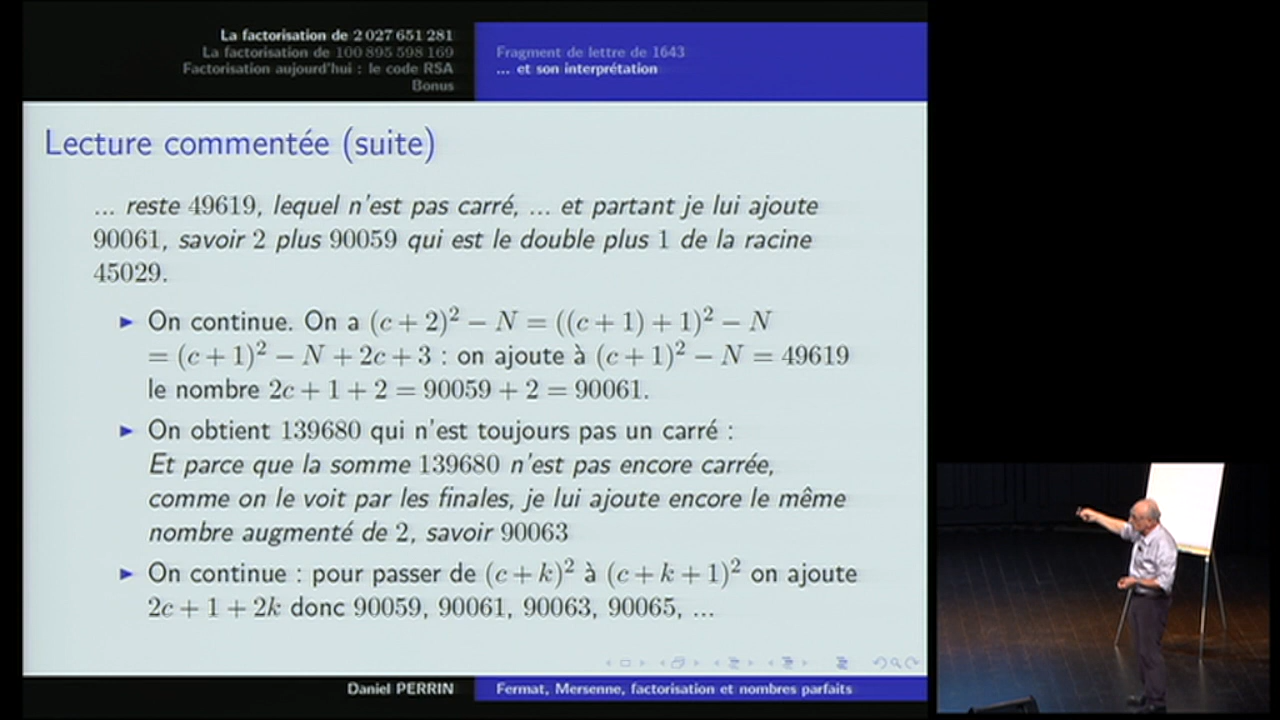 La factorisation de 2 027 651 281
La factorisation de 100 895 598 169
Factorisation aujourd'hui : le code RSA
Bonus
Fragment de lettre de 1643
... et son interprétation
Lecture commentée (suite)
... reste 49619, lequel n'est pas carré, ... et partant je lui ajoute
90061, savoir 2 plus 90059 qui est le double plus 1 de la racine
45029.
► On continue. On a (c + 2)² − N = ((c + 1) + 1)² − N
= (c + 1)² − N + 2c + 3 : on ajoute à (c + 1)² − N = 49619
le nombre 2c + 1 + 2 = 90059 + 2 = 90061.
► On obtient 139680 qui n'est toujours pas un carré :
Et parce que la somme 139680 n'est pas encore carrée,
comme on le voit par les finales, je lui ajoute encore le même
nombre augmenté de 2, savoir 90063
► On continue : pour passer de (c + k)² à (c + k + 1)² on ajoute
2c + 1 + 2k donc 90059, 90061, 90063, 90065, ...
Daniel PERRIN
Fermat, Mersenne, factorisation et nombres parfaits